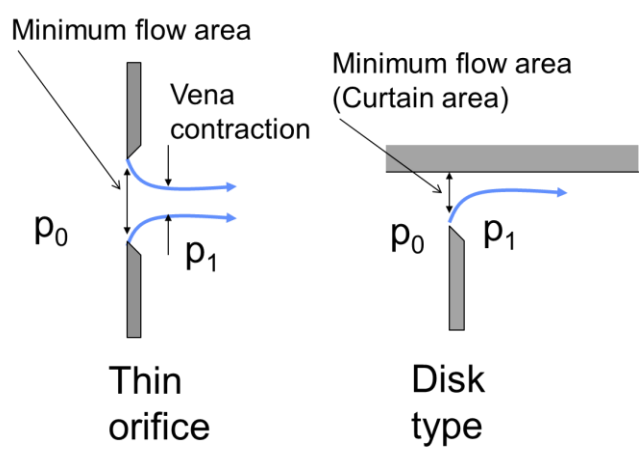 Minimum flow area
Vena
contraction
p0
p1
Thin
orifice
Minimum flow area
(Curtain area)
p0
p1
Disk
type